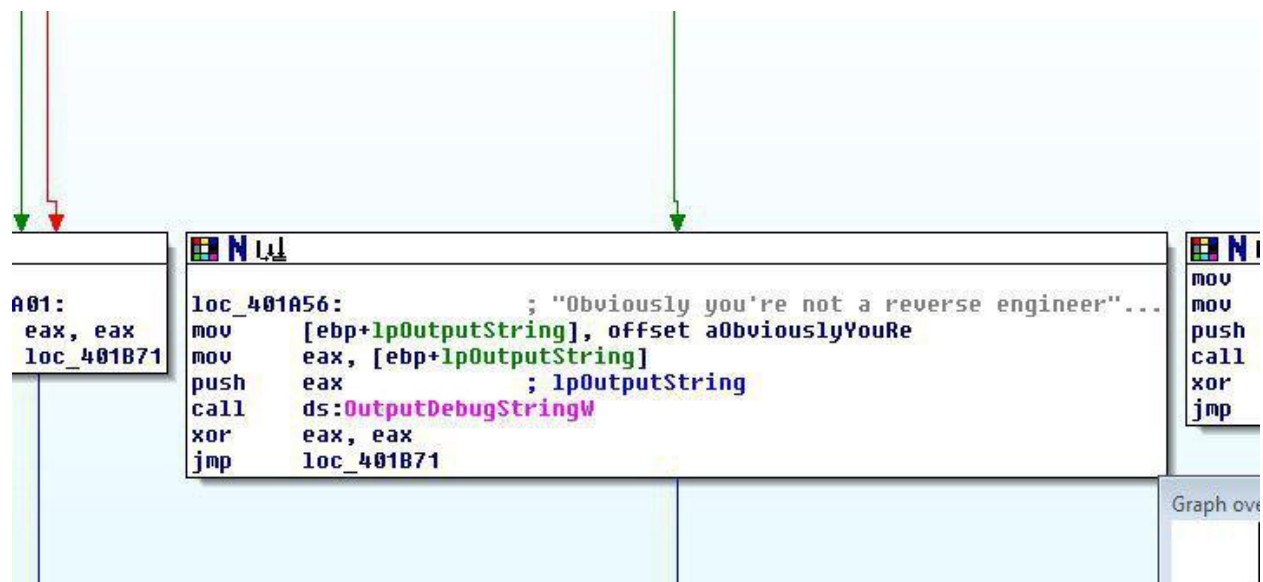 A01:
eax, eax
loc_401B71
N
loc_401A56: ; "Obviously you're not a reverse engineer"...
mov [ebp+lpOutputString], offset aObviouslyYouRe
mov eax, [ebp+lpOutputString]
push eax ; lpOutputString
call ds:OutputDebugStringW
xor eax, eax
jmp loc_401B71
N
mov
mov
push
call
xor
jmp
Graph ove